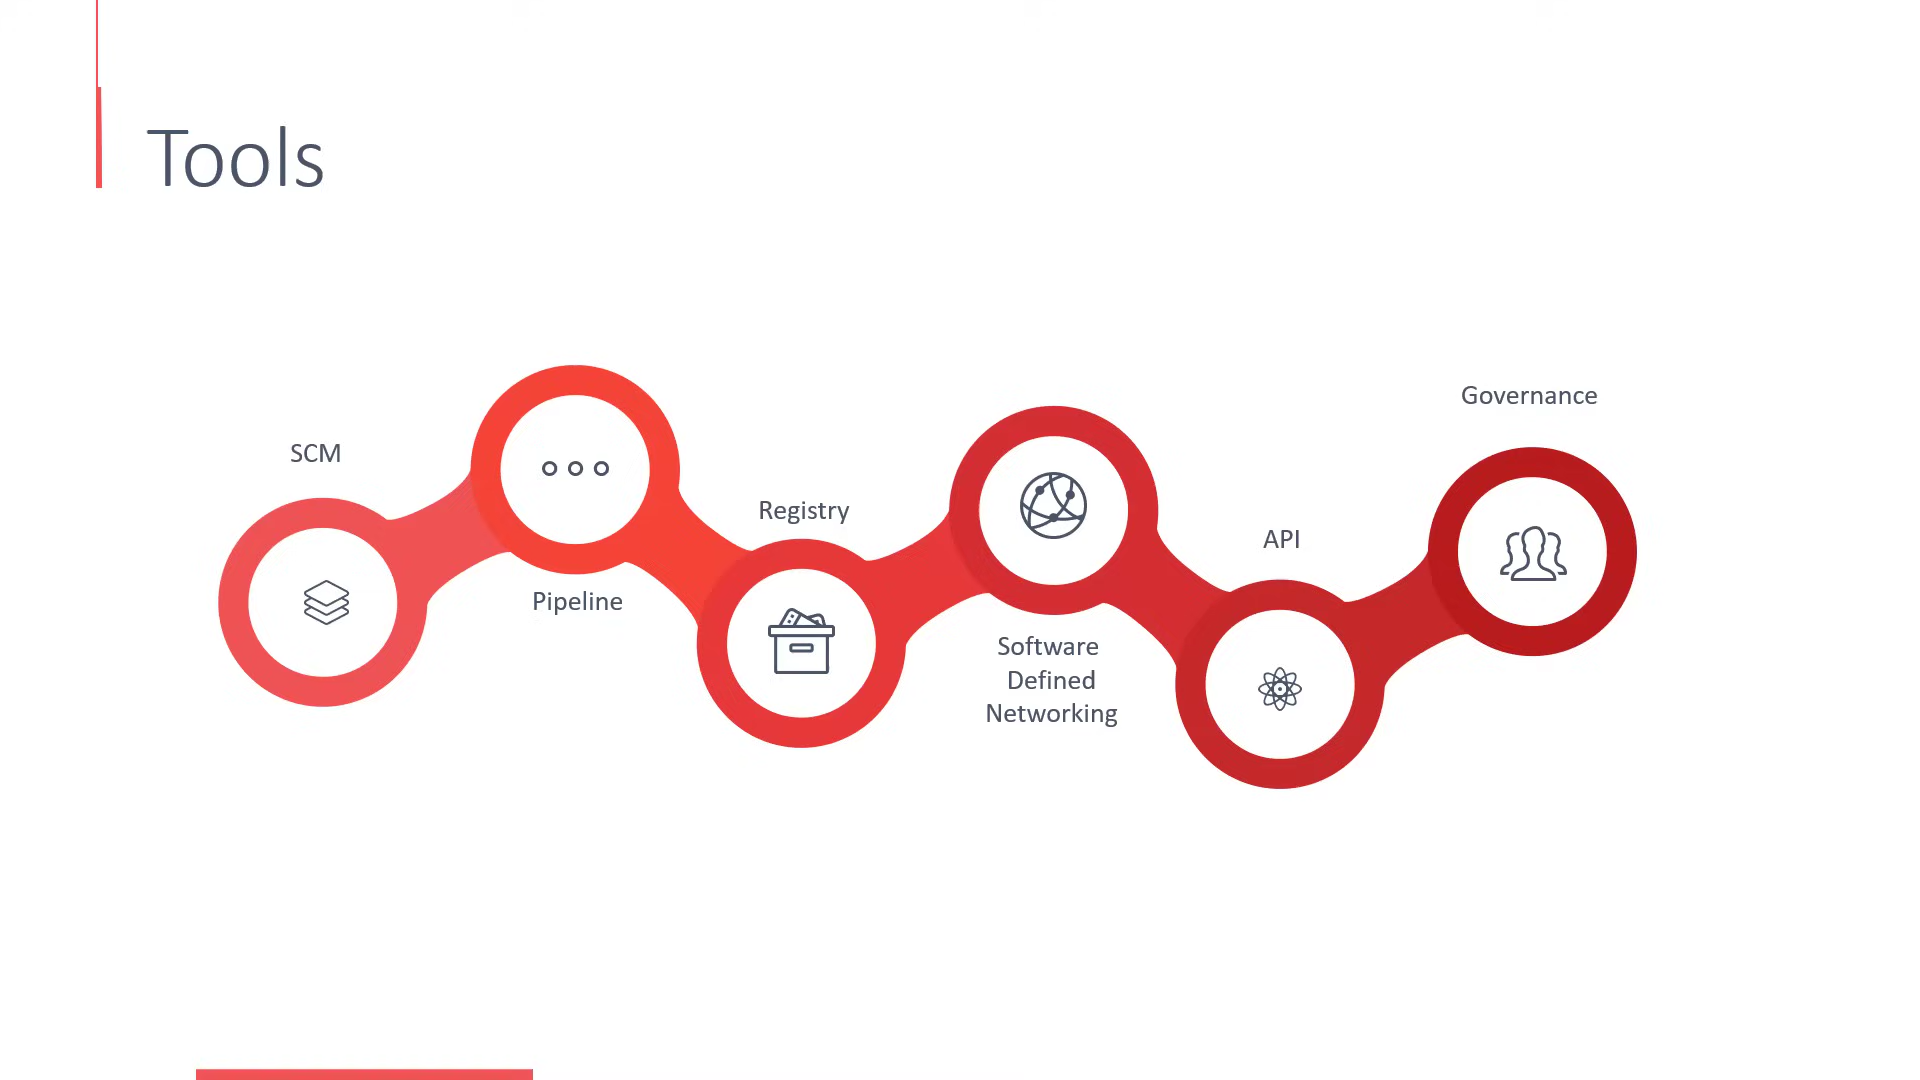 Tools
SCM
Pipeline
Registry
Software
Defined
Networking
API
Governance